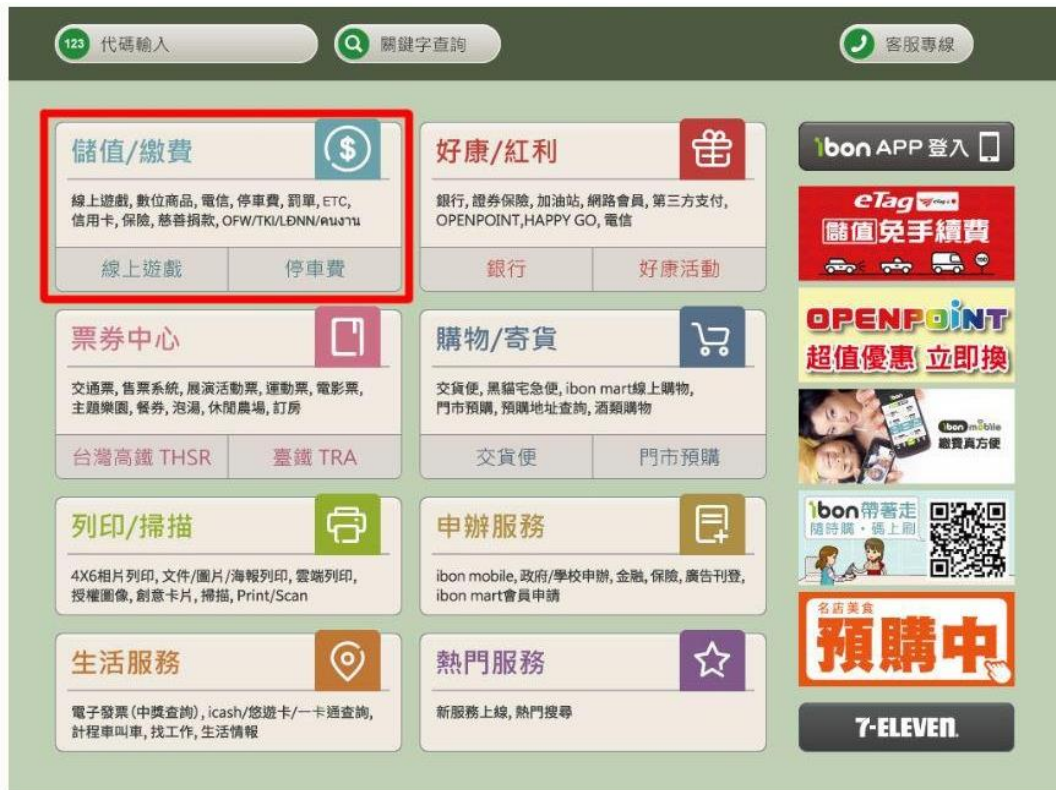 123 代碼輸入
關鍵字查詢
客服專線
儲值/繳費
線上遊戲, 數位商品, 電信, 停車費, 罰單, ETC,
信用卡, 保險, 慈善捐款, OFW/TKI/LĐNN/คนงาน
線上遊戲 停車費
好康/紅利
銀行, 證券保險, 加油站, 網路會員, 第三方支付,
OPENPOINT,HAPPY GO, 電信
銀行 好康活動
票券中心
交通票, 售票系統, 展演活動票, 運動票, 電影票,
主題樂園, 餐券, 泡湯, 休閒農場, 訂房
台灣高鐵 THSR 臺鐵 TRA
購物/寄貨
交貨便, 黑貓宅急便, ibon mart線上購物,
門市預購, 預購地址查詢, 酒類購物
交貨便 門市預購
列印/掃描
4X6相片列印, 文件/圖片/海報列印, 雲端列印,
授權圖像, 創意卡片, 掃描, Print/Scan
申辦服務
ibon mobile, 政府/學校申辦, 金融, 保險, 廣告刊登,
ibon mart會員申請
生活服務
電子發票(中獎查詢), icash/悠遊卡/一卡通查詢,
計程車叫車, 找工作, 生活情報
熱門服務
新服務上線, 熱門搜尋
ibon APP 登入
eTag
儲值免手續費
OPENPOINT
超值優惠 立即換
ibon mobile
繳費真方便
ibon帶著走
隨時購・碼上刷
名店美食
預購中
7-ELEVEN.